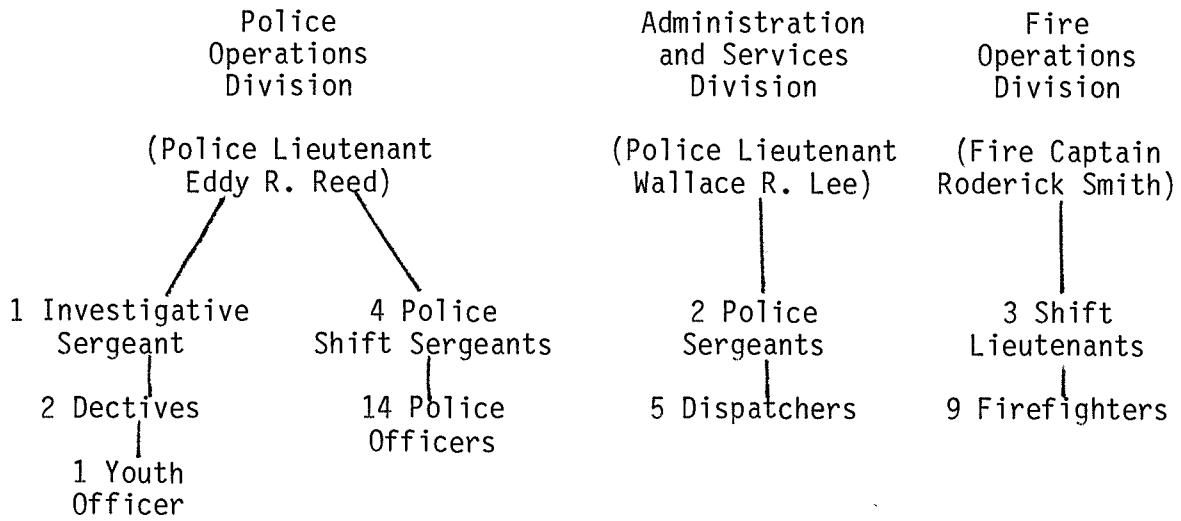 Police
Operations
Division
(Police Lieutenant
Eddy R. Reed)
1 Investigative
Sergeant
2 Dectives
1 Youth
Officer
4 Police
Shift Sergeants
14 Police
Officers
Administration
and Services
Division
(Police Lieutenant
Wallace R. Lee)
2 Police
Sergeants
5 Dispatchers
Fire
Operations
Division
(Fire Captain
Roderick Smith)
3 Shift
Lieutenants
9 Firefighters